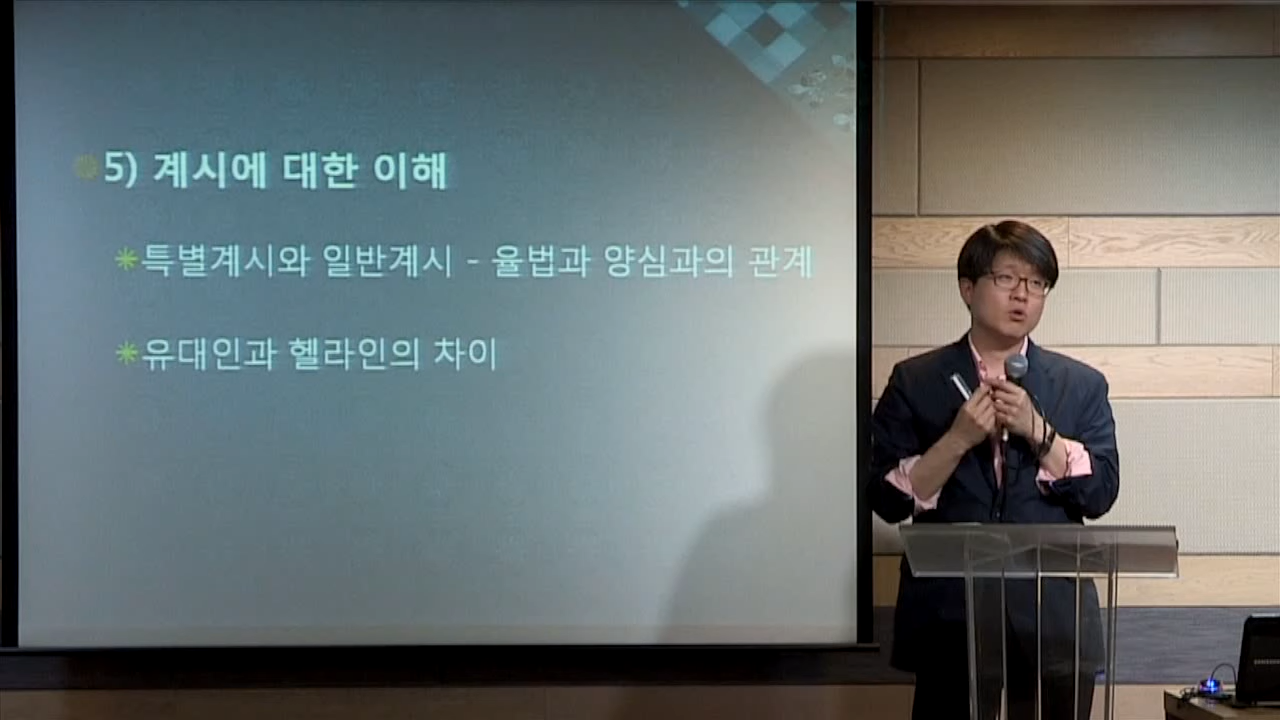 5) 계시에 대한 이해
특별계시와 일반계시 - 율법과 양심과의 관계
유대인과 헬라인의 차이